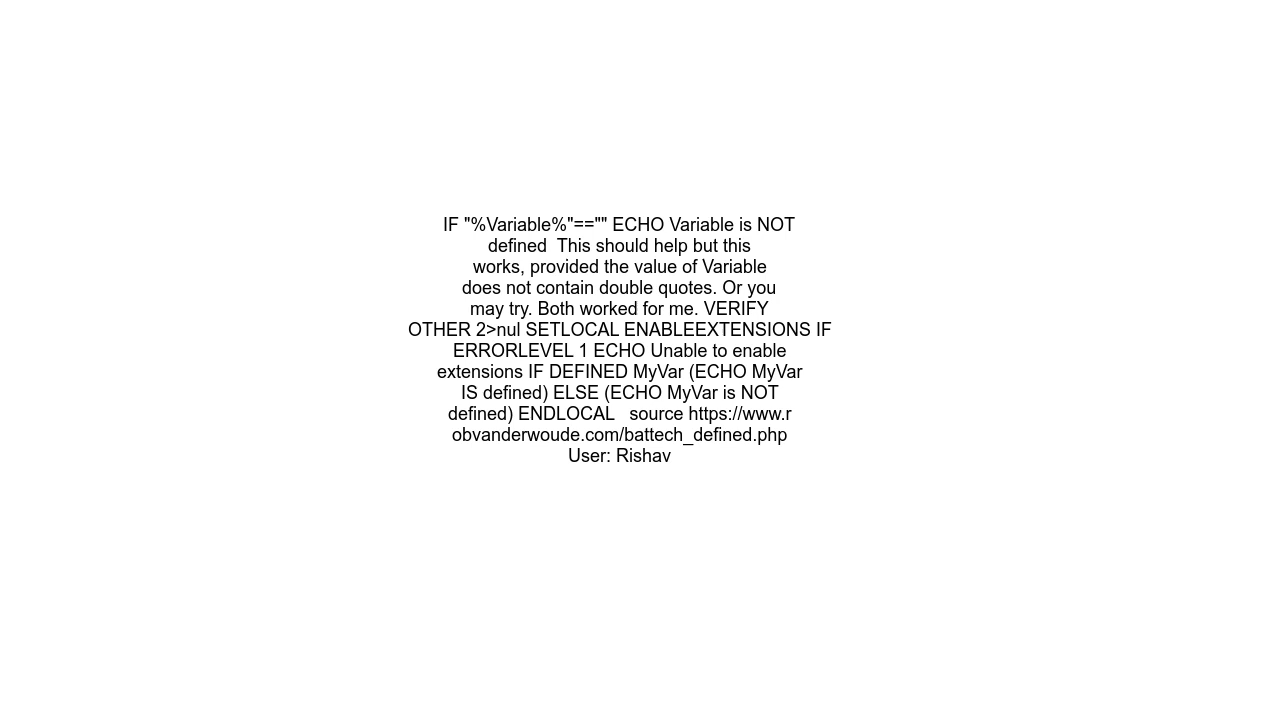 IF "%Variable%"=="" ECHO Variable is NOT
defined  This should help but this
works, provided the value of Variable
does not contain double quotes. Or you
may try. Both worked for me. VERIFY
OTHER 2>nul SETLOCAL ENABLEEXTENSIONS IF
ERRORLEVEL 1 ECHO Unable to enable
extensions IF DEFINED MyVar (ECHO MyVar
IS defined) ELSE (ECHO MyVar is NOT
defined) ENDLOCAL   source https://www.r
obvanderwoude.com/battech_defined.php
User: Rishav